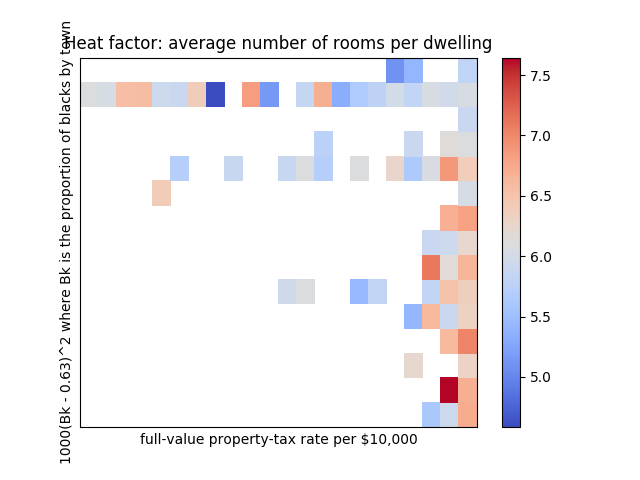 Heat factor: average number of rooms per dwelling
1000(Bk - 0.63)^2 where Bk is the proportion of blacks by town
7.5
7.0
6.5
6.0
5.5
5.0
full-value property-tax rate per $10,000